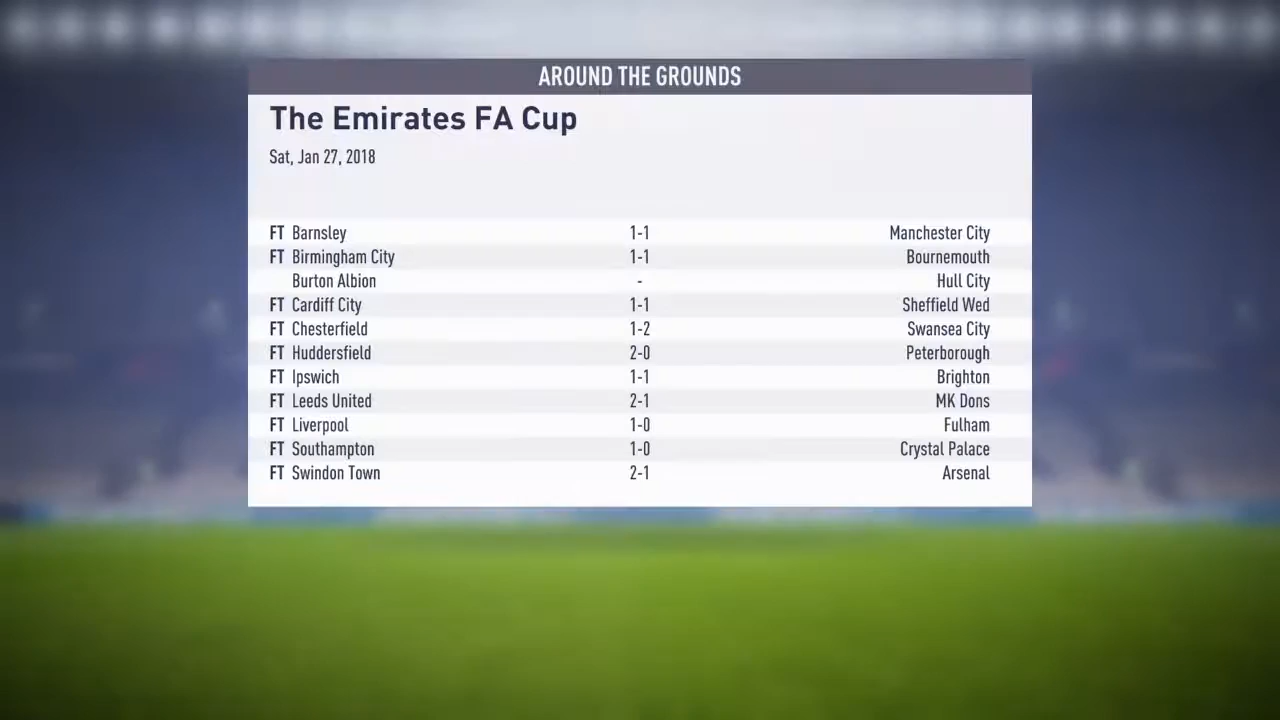 AROUND THE GROUNDS
The Emirates FA Cup
Sat, Jan 27, 2018
FT Barnsley 1-1 Manchester City
FT Birmingham City 1-1 Bournemouth
Burton Albion - Hull City
FT Cardiff City 1-1 Sheffield Wed
FT Chesterfield 1-2 Swansea City
FT Huddersfield 2-0 Peterborough
FT Ipswich 1-1 Brighton
FT Leeds United 2-1 MK Dons
FT Liverpool 1-0 Fulham
FT Southampton 1-0 Crystal Palace
FT Swindon Town 2-1 Arsenal